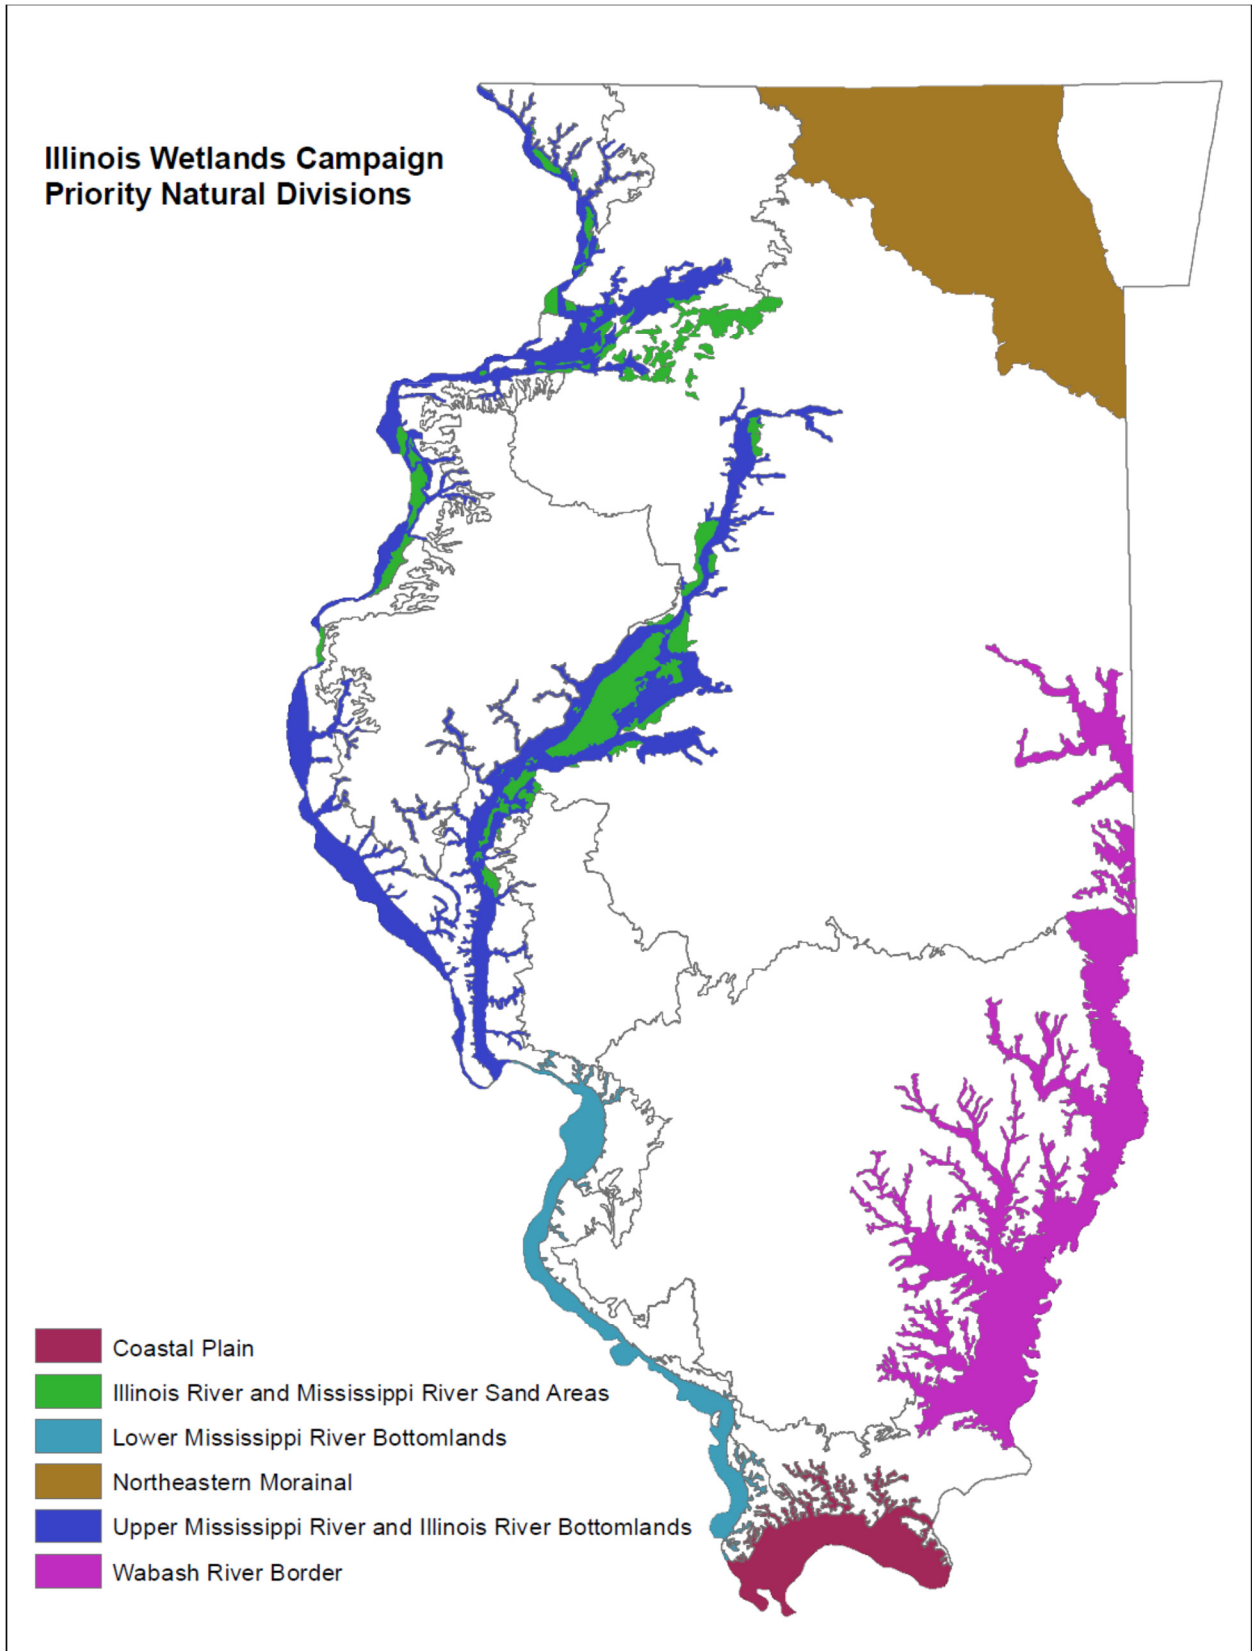 Illinois Wetlands Campaign
Priority Natural Divisions
Coastal Plain
Illinois River and Mississippi River Sand Areas
Lower Mississippi River Bottomlands
Northeastern Morainal
Upper Mississippi River and Illinois River Bottomlands
Wabash River Border